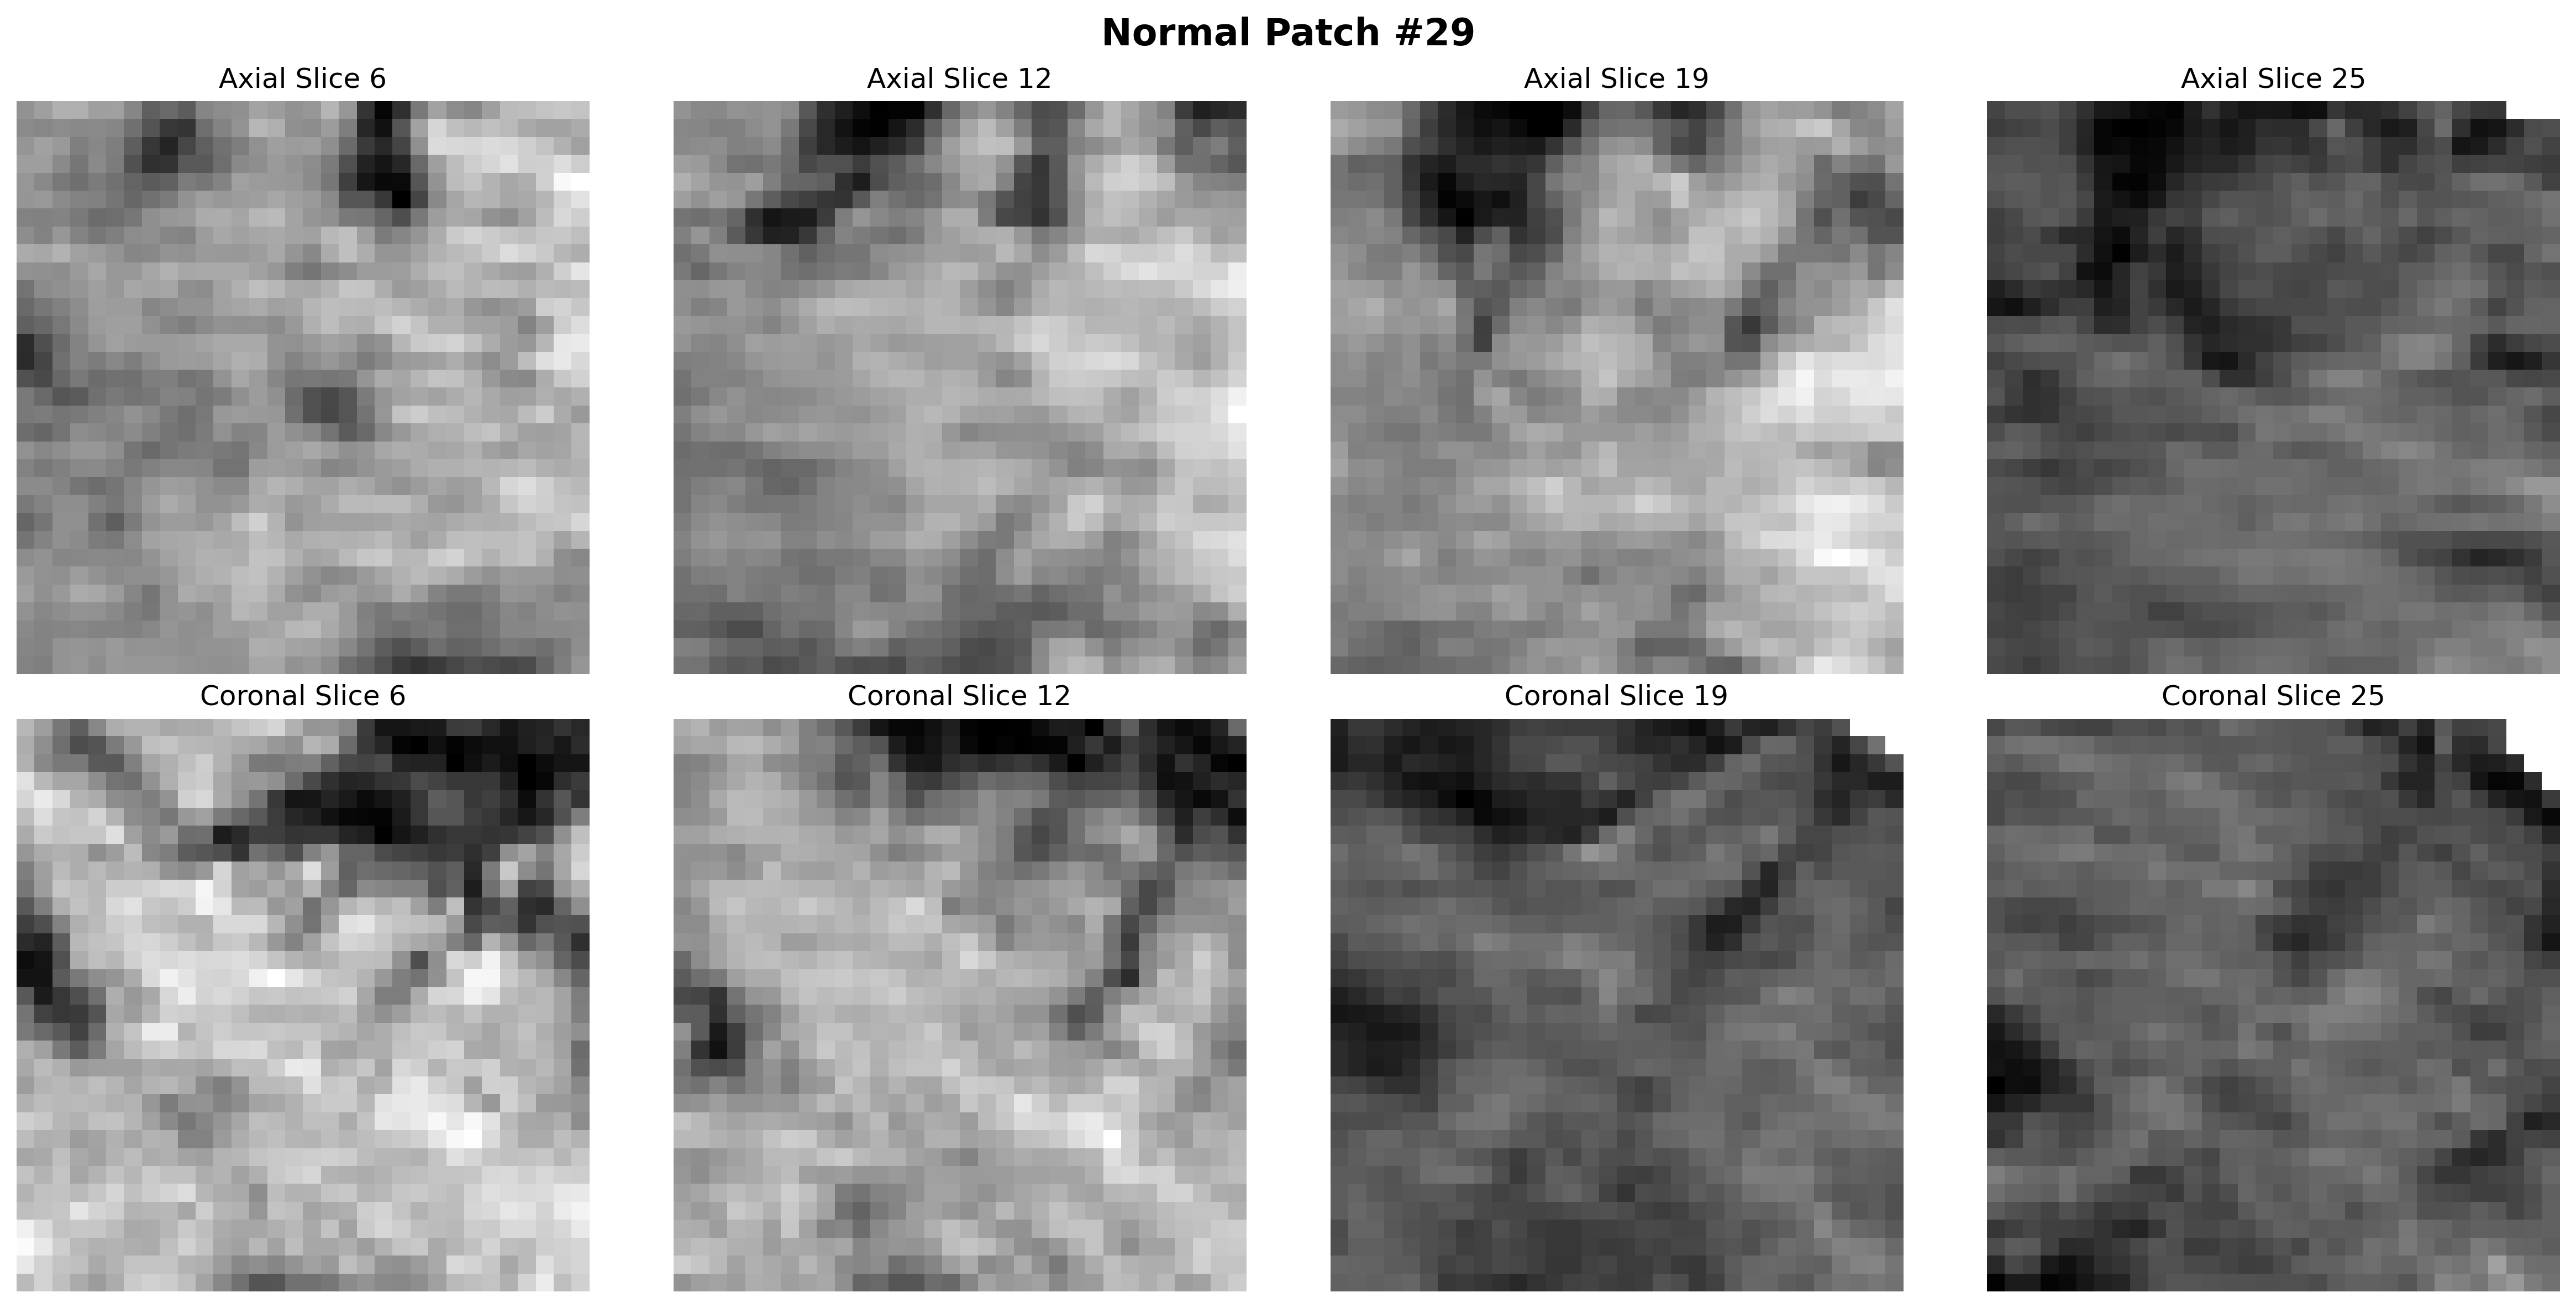 Normal Patch #29
Axial Slice 6
Axial Slice 12
Axial Slice 19
Axial Slice 25
Coronal Slice 6
Coronal Slice 12
Coronal Slice 19
Coronal Slice 25